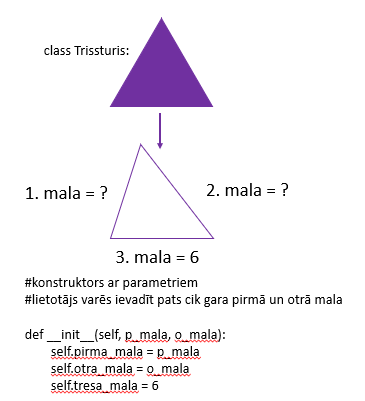 class Trissturis:
1. mala = ?
2. mala = ?
3. mala = 6
#konstruktors ar parametriem
#lietotājs varēs ievadīt pats cik gara pirmā un otrā mala
def __init__(self, p_mala, o_mala):
self.pirma_mala = p_mala
self.otra_mala = o_mala
self.tresa_mala = 6